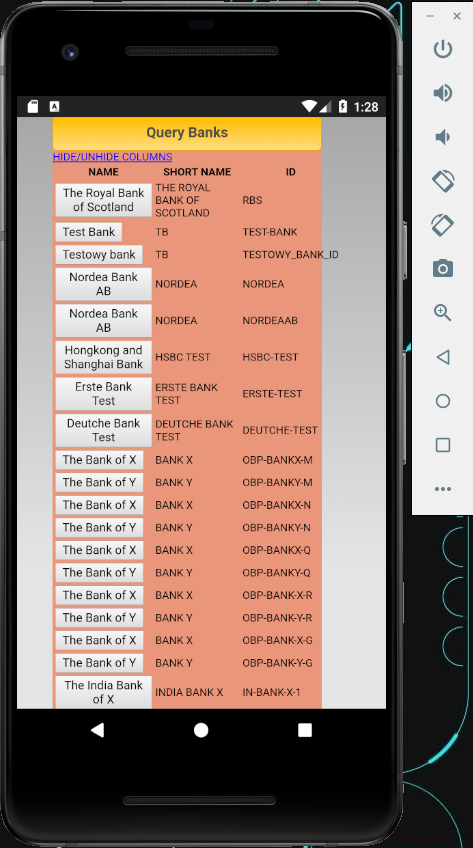 1:28
Query Banks
HIDE/UNHIDE COLUMNS
NAME SHORT NAME ID
The Royal Bank of Scotland THE ROYAL BANK OF SCOTLAND RBS
Test Bank TB TEST-BANK
Testowy bank TB TESTOWY_BANK_ID
Nordea Bank AB NORDEA NORDEA
Nordea Bank AB NORDEA NORDEAAB
Hongkong and Shanghai Bank HSBC TEST HSBC-TEST
Erste Bank Test ERSTE BANK TEST ERSTE-TEST
Deutche Bank Test DEUTCHE BANK TEST DEUTCHE-TEST
The Bank of X BANK X OBP-BANKX-M
The Bank of Y BANK Y OBP-BANKY-M
The Bank of X BANK X OBP-BANKX-N
The Bank of Y BANK Y OBP-BANKY-N
The Bank of X BANK X OBP-BANKX-Q
The Bank of Y BANK Y OBP-BANKY-Q
The Bank of X BANK X OBP-BANK-X-R
The Bank of Y BANK Y OBP-BANK-Y-R
The Bank of X BANK X OBP-BANK-X-G
The Bank of Y BANK Y OBP-BANK-Y-G
The India Bank of X INDIA BANK X IN-BANK-X-1